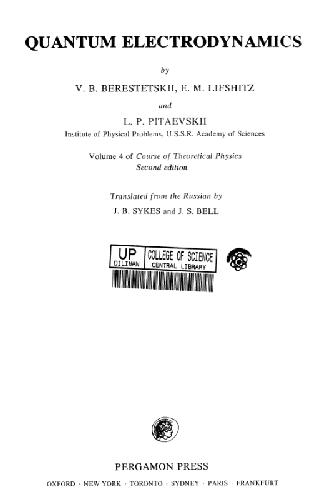 QUANTUM ELECTRODYNAMICS
by
V. B. BERESTETSKII, E. M. LIFSHITZ
and
L. P. PITAEVSKII
Institute of Physical Problems, U.S.S.R. Academy of Sciences
Volume 4 of Course of Theoretical Physics
Second edition
Translated from the Russian by
J. B. SYKES and J. S. BELL
UP
DILIMAN
COLLEGE OF SCIENCE
CENTRAL LIBRARY
PERGAMON PRESS
OXFORD · NEW YORK · TORONTO · SYDNEY · PARIS · FRANKFURT